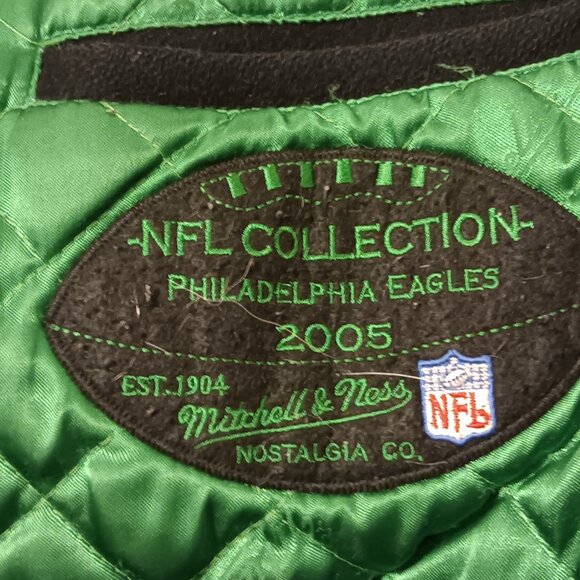 -NFL COLLECTION-
PHILADELPHIA EAGLES
2005
EST. 1904
Mitchell & Ness
NOSTALGIA CO.
NFL